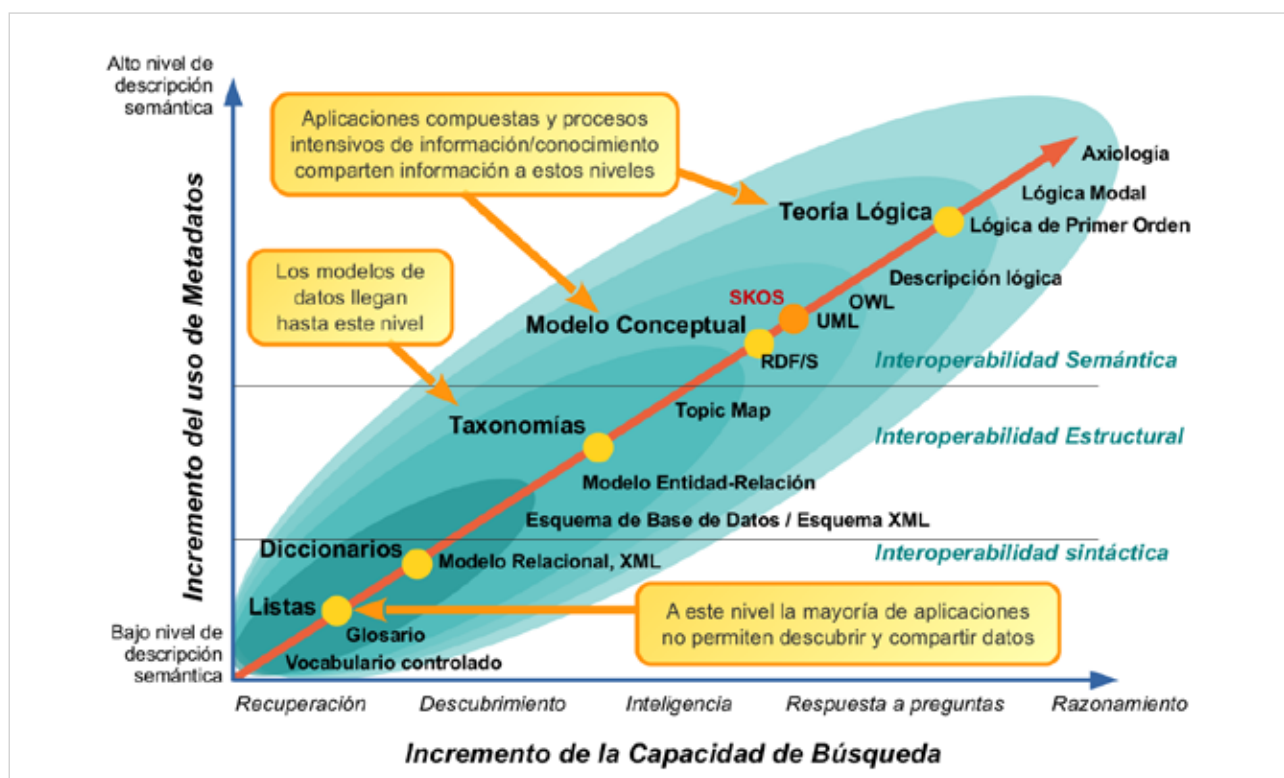 Alto nivel de
descripción
semántica
Incremento del uso de Metadatos
Bajo nivel de
descripción
semántica
Aplicaciones compuestas y procesos
intensivos de información/conocimiento
comparten información a estos niveles
Los modelos de
datos llegan
hasta este nivel
Axiología
Lógica Modal
Teoría Lógica
Lógica de Primer Orden
Descripción lógica
OWL
SKOS
UML
Modelo Conceptual
RDF/S
Interoperabilidad Semántica
Topic Map
Taxonomías
Interoperabilidad Estructural
Modelo Entidad-Relación
Esquema de Base de Datos / Esquema XML
Diccionarios
Interoperabilidad sintáctica
Modelo Relacional, XML
Listas
A este nivel la mayoría de aplicaciones
no permiten descubrir y compartir datos
Glosario
Vocabulario controlado
Recuperación
Descubrimiento
Inteligencia
Respuesta a preguntas
Razonamiento
Incremento de la Capacidad de Búsqueda